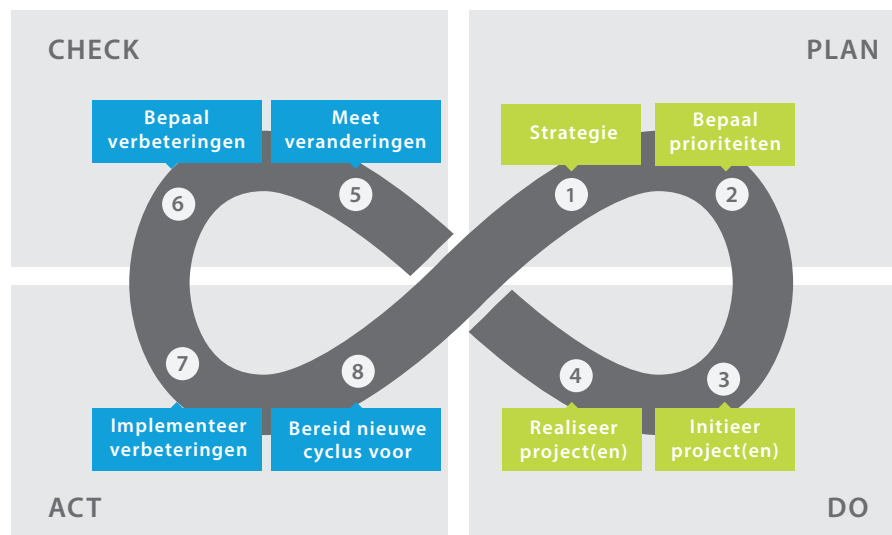 CHECK
PLAN
Bepaal
verbeteringen
Meet
veranderingen
Strategie
Bepaal
prioriteiten
6
5
1
2
7
8
4
3
Implementeer
verbeteringen
Bereid nieuwe
cyclus voor
Realiseer
project(en)
Initieer
project(en)
ACT
DO